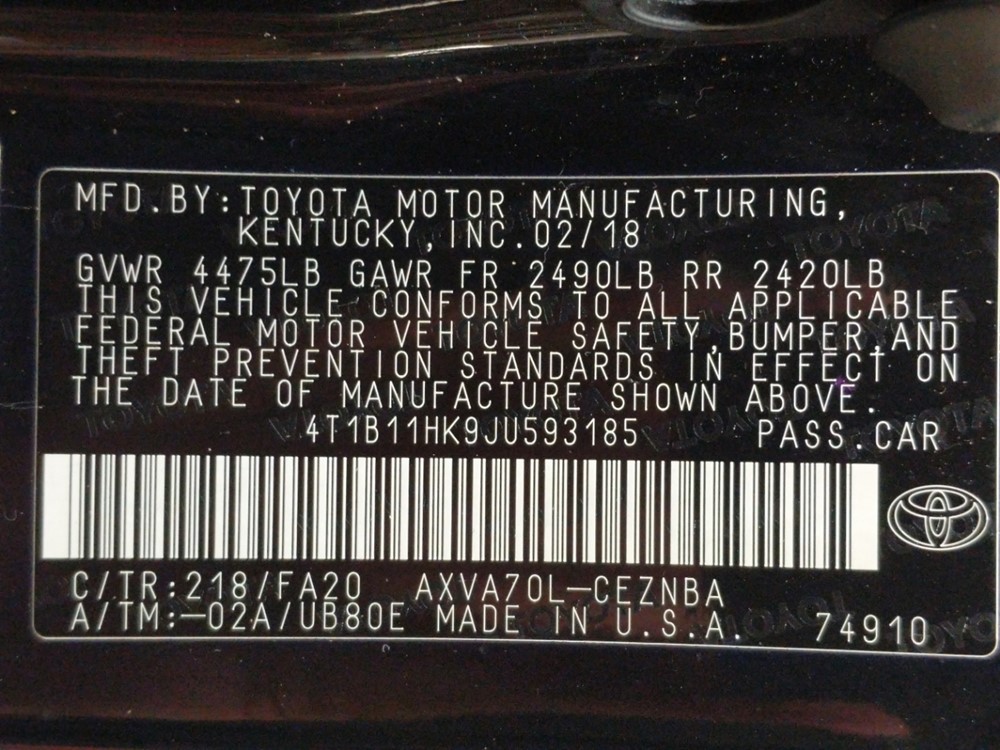 MFD.BY:TOYOTA MOTOR MANUFACTURING,
KENTUCKY,INC.02/18
GVWR 4475LB GAWR FR 2490LB RR 2420LB
THIS VEHICLE CONFORMS TO ALL APPLICABLE
FEDERAL MOTOR VEHICLE SAFETY,BUMPER,AND
THEFT PREVENTION STANDARDS IN EFFECT ON
THE DATE OF MANUFACTURE SHOWN ABOVE.
4T1B11HK9JU593185 PASS.CAR
C/TR:218/FA20 AXVA70L-CEZNBA
A/TM:-02A/UB80E MADE IN U.S.A. 74910